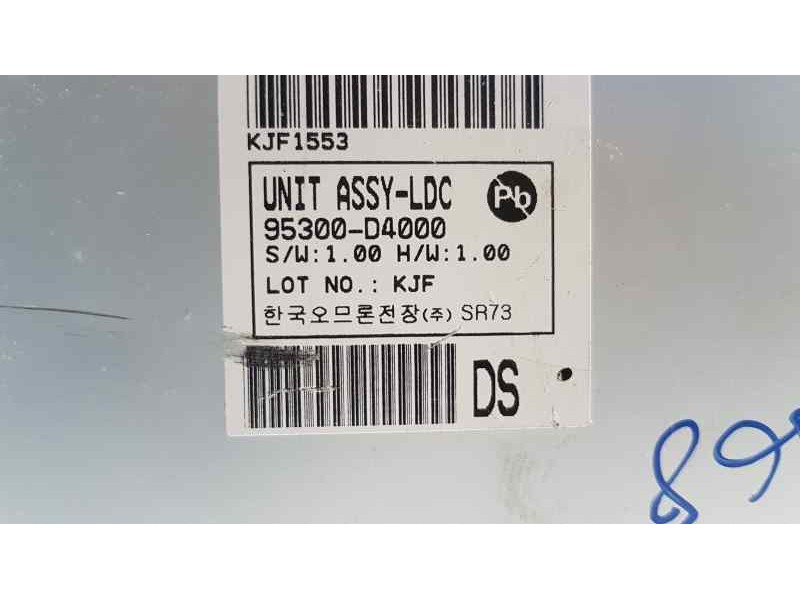 KJF1553
UNIT ASSY-LDC Pb
95300-D4000
S/W:1.00 H/W:1.00
LOT NO.: KJF
한국오므론전장(주) SR73
DS